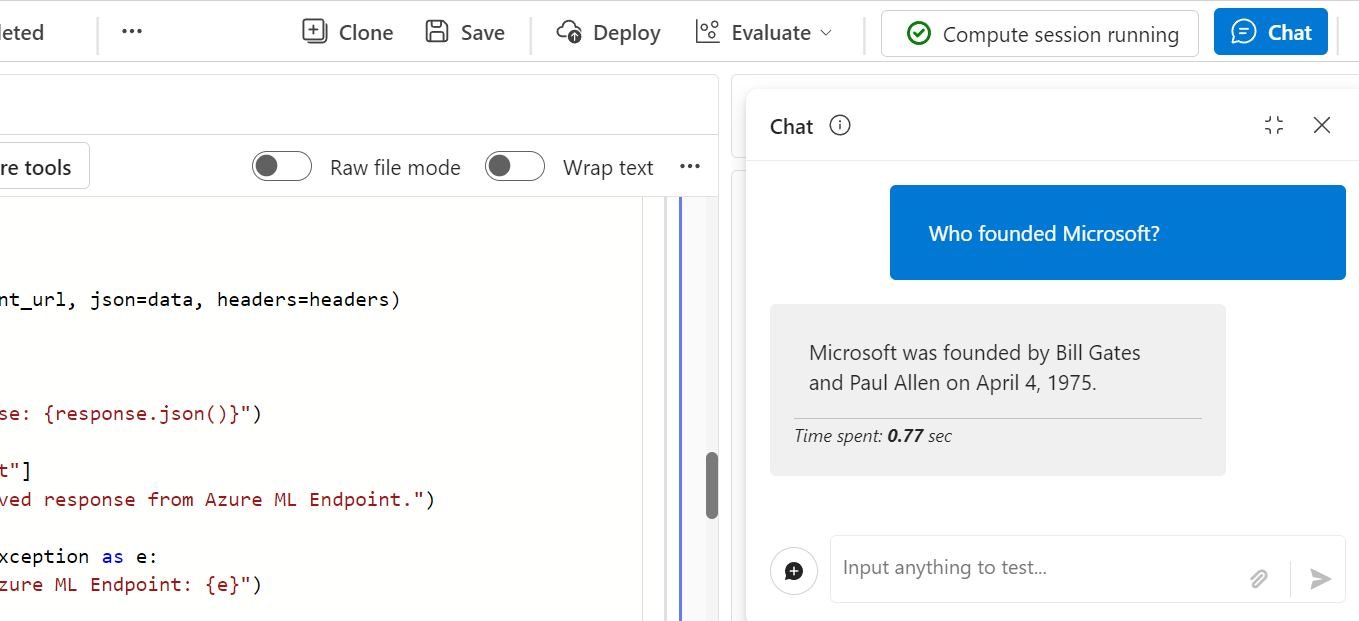 leted
Clone
Save
Deploy
Evaluate
Compute session running
Chat
re tools
Raw file mode
Wrap text
nt_url, json=data, headers=headers)
se: {response.json()}")
t"]
ved response from Azure ML Endpoint.")
xception as e:
zure ML Endpoint: {e}")
Chat
Who founded Microsoft?
Microsoft was founded by Bill Gates
and Paul Allen on April 4, 1975.
Time spent: 0.77 sec
Input anything to test...